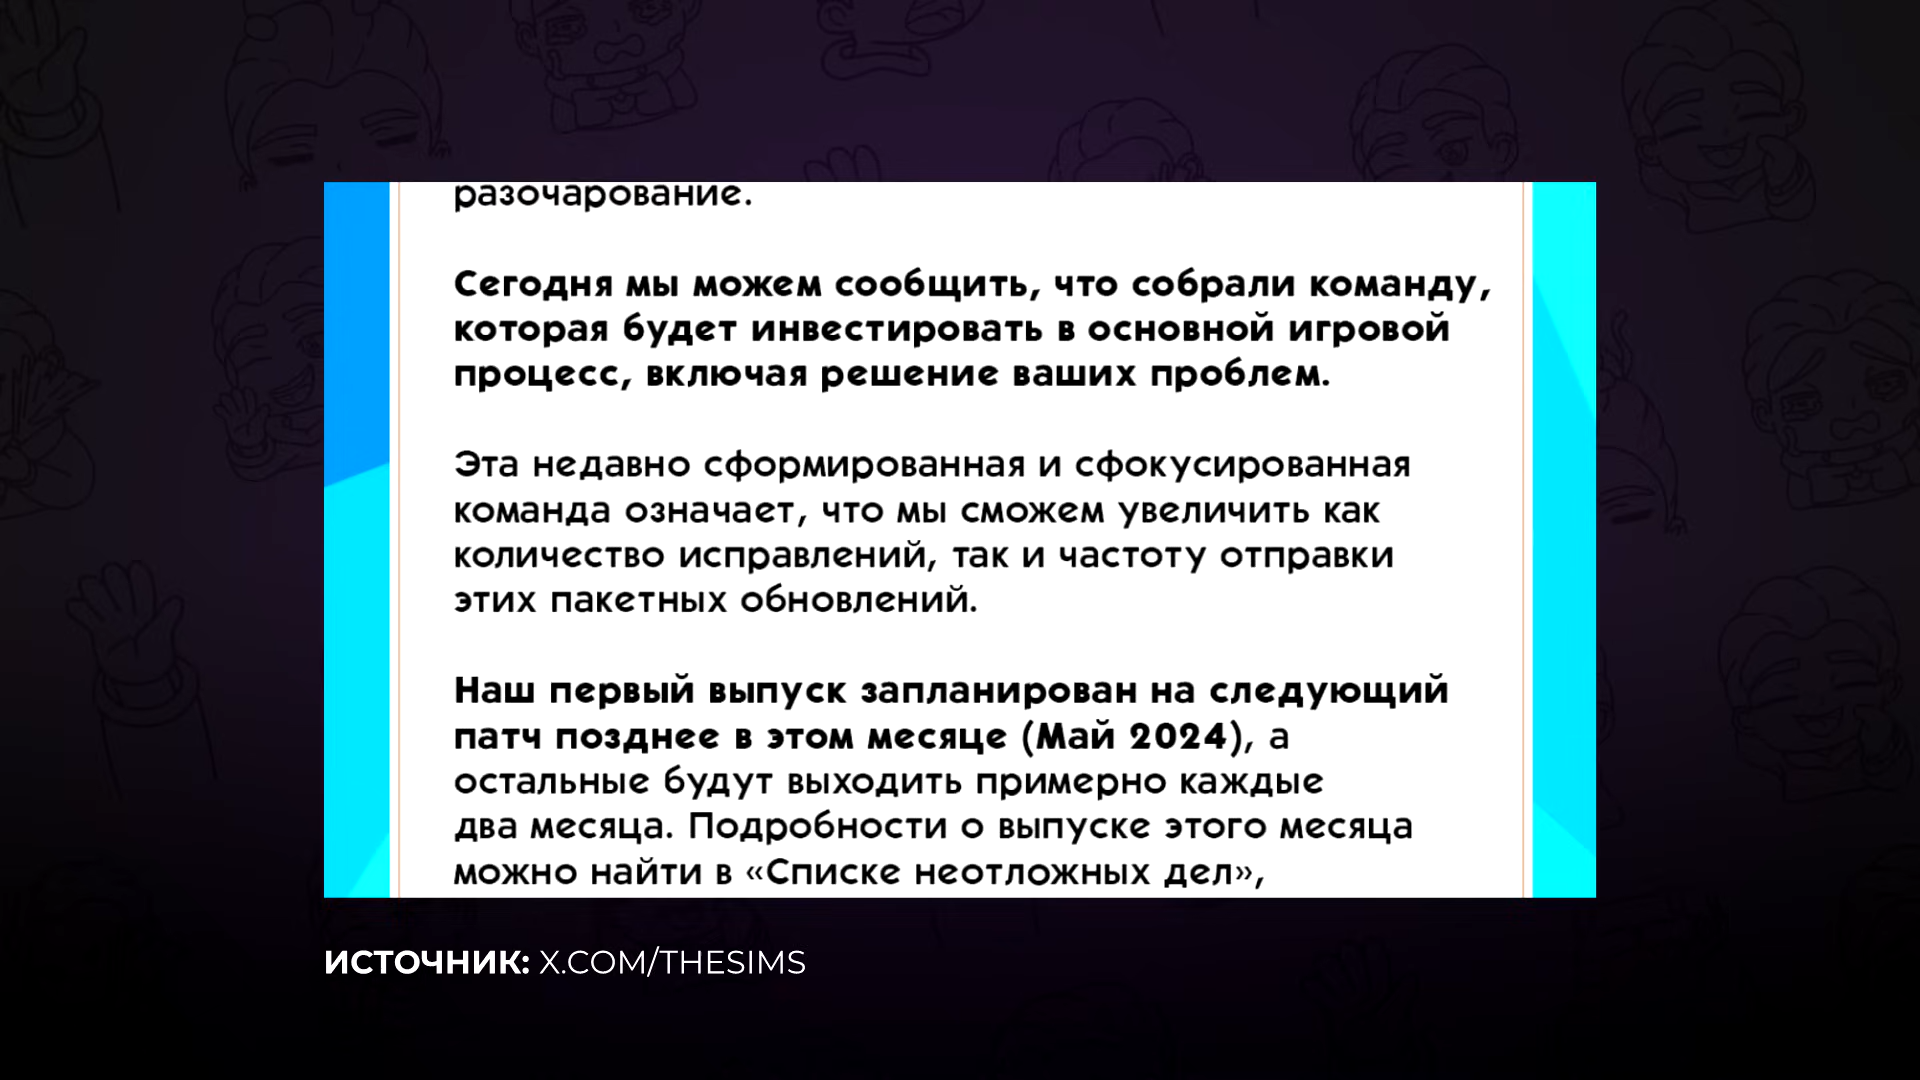 разочарование.
Сегодня мы можем сообщить, что собрали команду,
которая будет инвестировать в основной игровой
процесс, включая решение ваших проблем.
Эта недавно сформированная и сфокусированная
команда означает, что мы сможем увеличить как
количество исправлений, так и частоту отправки
этих пакетных обновлений.
Наш первый выпуск запланирован на следующий
патч позднее в этом месяце (Май 2024), а
остальные будут выходить примерно каждые
два месяца. Подробности о выпуске этого месяца
можно найти в «Списке неотложных дел»,
ИСТОЧНИК: X.COM/THESIMS